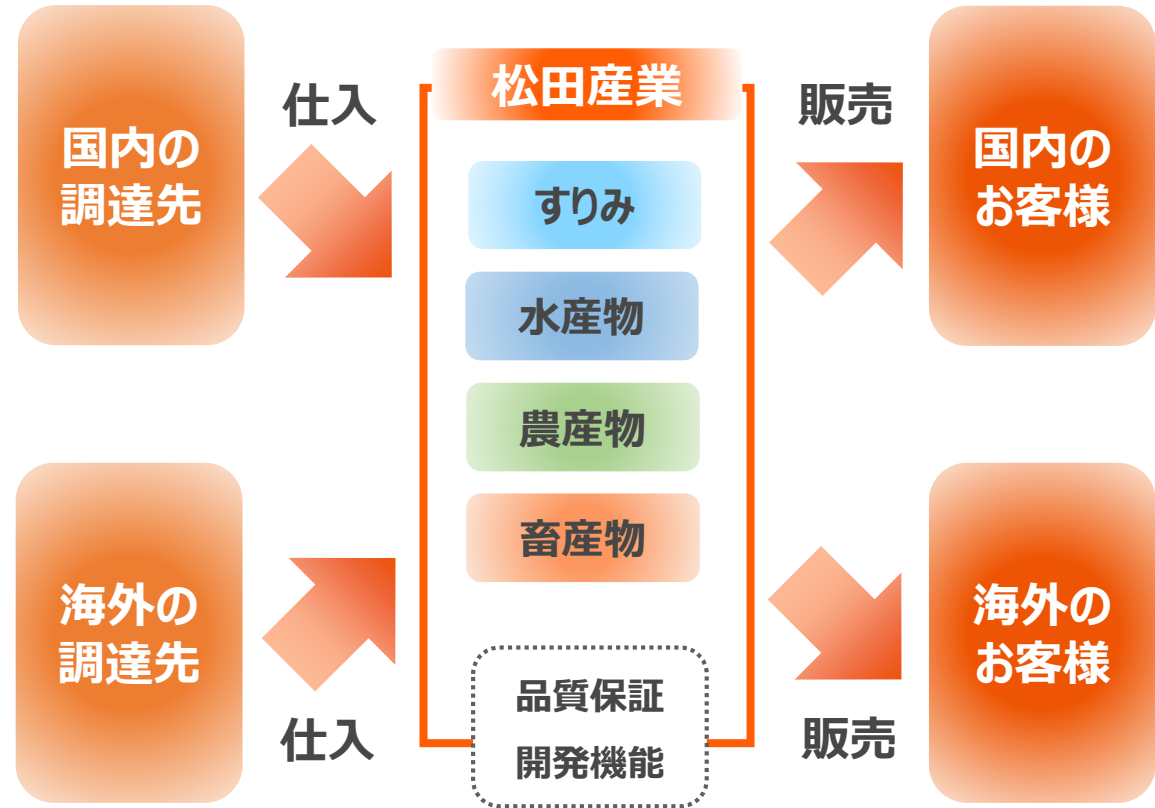 国内の
調達先
仕入
海外の
調達先
仕入
松田産業
すりみ
水産物
農産物
畜産物
品質保証
開発機能
販売
国内の
お客様
販売
海外の
お客様